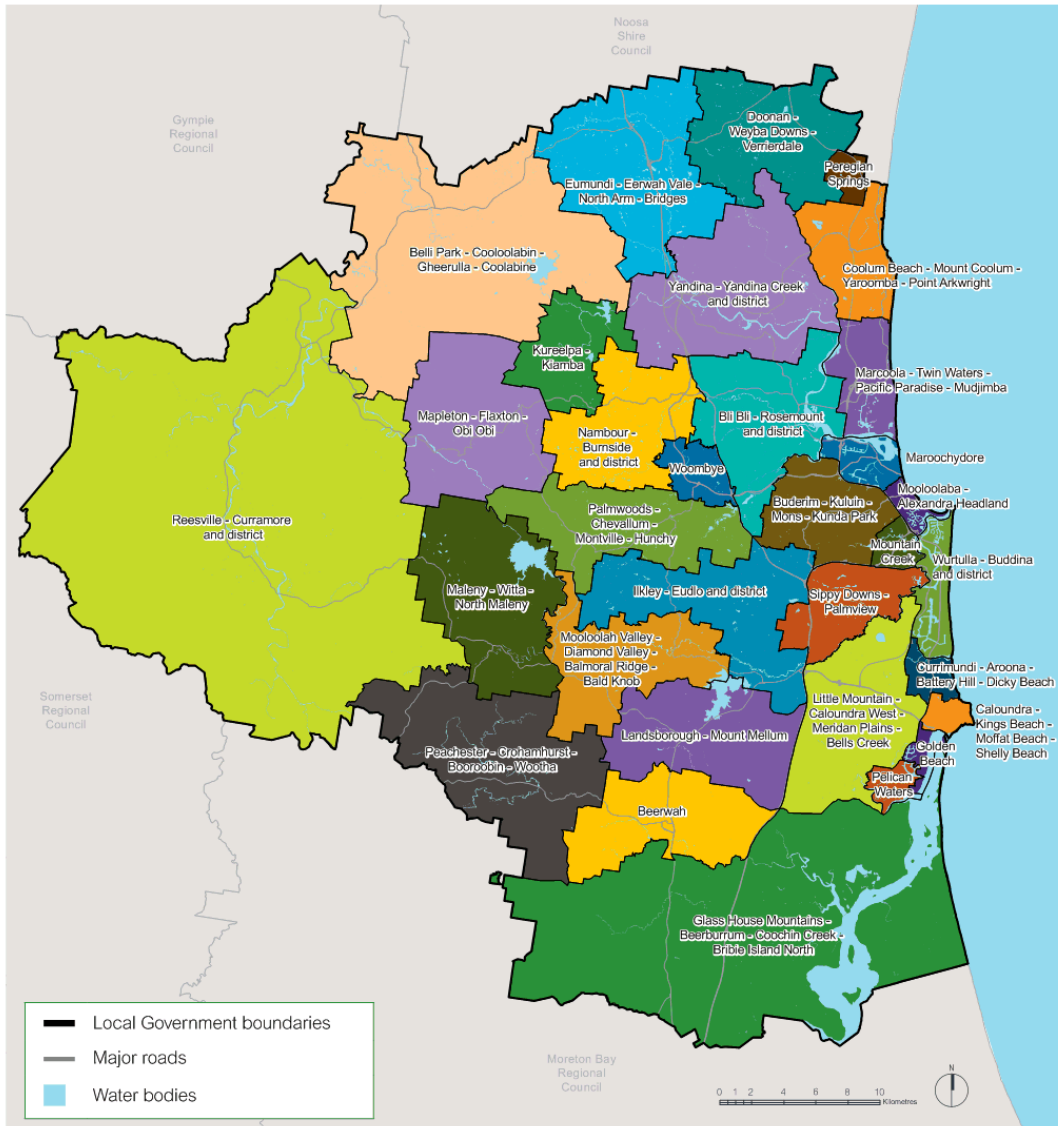 Noosa
Shire
Council
Gympie
Regional
Council
Doonan -
Weyba Downs -
Verrierdale
Peregian
Springs
Eumundi - Eerwah Vale -
North Arm - Bridges
Belli Park - Cooloolabin -
Gheerulla - Coolabine
Coolum Beach - Mount Coolum -
Yaroomba - Point Arkwright
Yandina - Yandina Creek
and district
Kureelpa -
Kiamba
Marcoola - Twin Waters -
Pacific Paradise - Mudjimba
Mapleton - Flaxton -
Obi Obi
Bli Bli - Rosemount
and district
Nambour -
Burnside
and district
Woombye
Maroochydore
Mooloolaba -
Alexandra Headland
Reesville - Curramore
and district
Palmwoods -
Chevallum -
Montville - Hunchy
Buderim - Kuluin -
Mons - Kunda Park
Mountain
Creek
Wurtulla - Buddina
and district
Maleny - Witta -
North Maleny
Ilkley - Eudlo and district
Sippy Downs -
Palmview
Mooloolah Valley -
Diamond Valley -
Balmoral Ridge -
Bald Knob
Currimundi - Aroona -
Battery Hill - Dicky Beach
Somerset
Regional
Council
Little Mountain -
Caloundra West -
Meridan Plains -
Bells Creek
Caloundra -
Kings Beach -
Moffat Beach -
Shelly Beach
Landsborough - Mount Mellum
Golden
Beach
Peachester - Crohamhurst -
Booroobin - Wootha
Pelican
Waters
Beerwah
Glass House Mountains -
Beerburrum - Coochin Creek -
Bribie Island North
Local Government boundaries
Major roads
Water bodies
Moreton Bay
Regional
Council
N
0 1 2 4 6 8 10
Kilometres